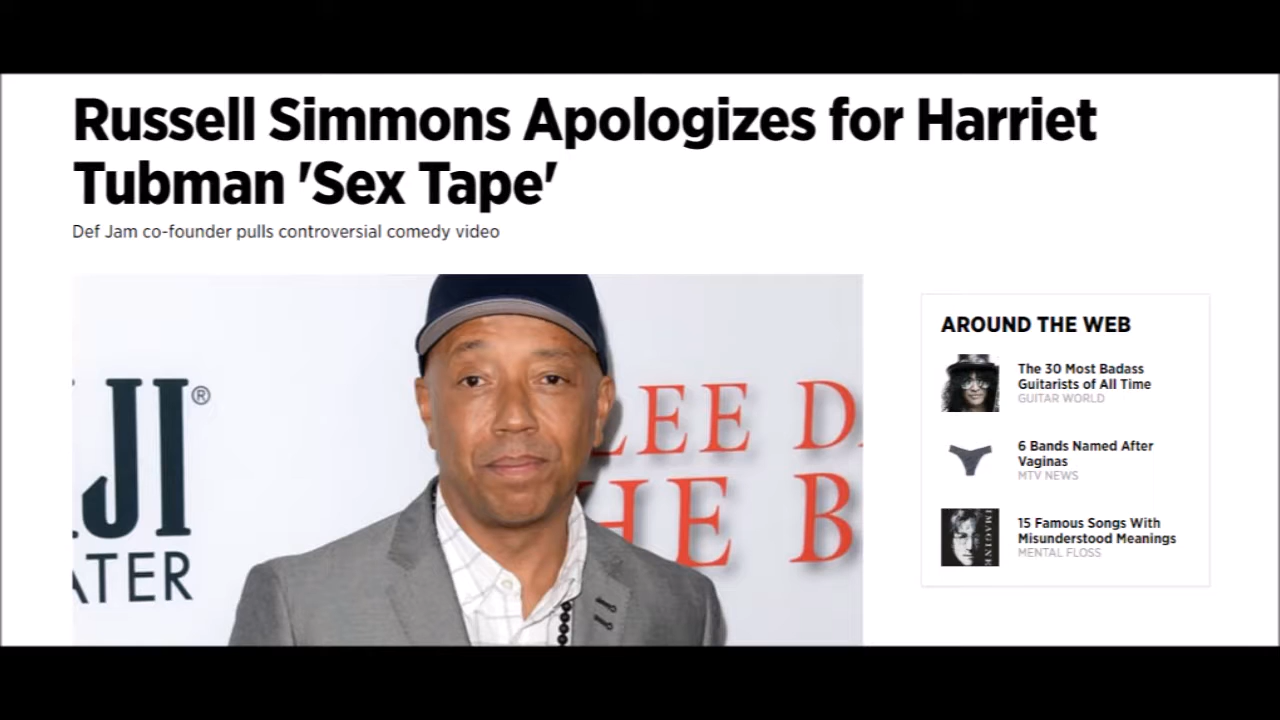 Russell Simmons Apologizes for Harriet
Tubman 'Sex Tape'
Def Jam co-founder pulls controversial comedy video
JI®
ATER
LEE DA
HE B
AROUND THE WEB
The 30 Most Badass
Guitarists of All Time
GUITAR WORLD
6 Bands Named After
Vaginas
MTV NEWS
IMAGINE
15 Famous Songs With
Misunderstood Meanings
MENTAL FLOSS